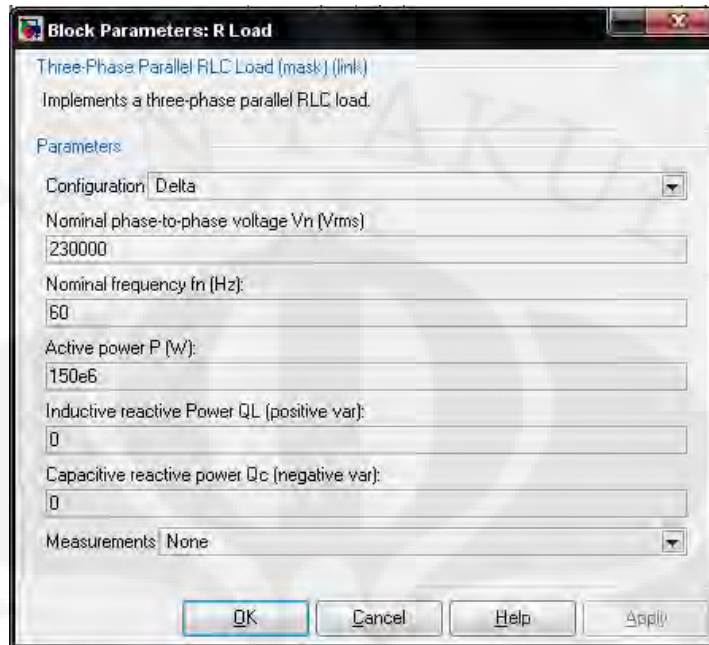 Block Parameters: R Load
Three-Phase Parallel RLC Load (mask) (link)
Implements a three-phase parallel RLC load.
Parameters
Configuration Delta
Nominal phase-to-phase voltage Vn (Vrms)
230000
Nominal frequency fn (Hz):
60
Active power P (W):
150e6
Inductive reactive Power QL (positive var):
0
Capacitive reactive power Qc (negative var):
0
Measurements None
OK Cancel Help Apply